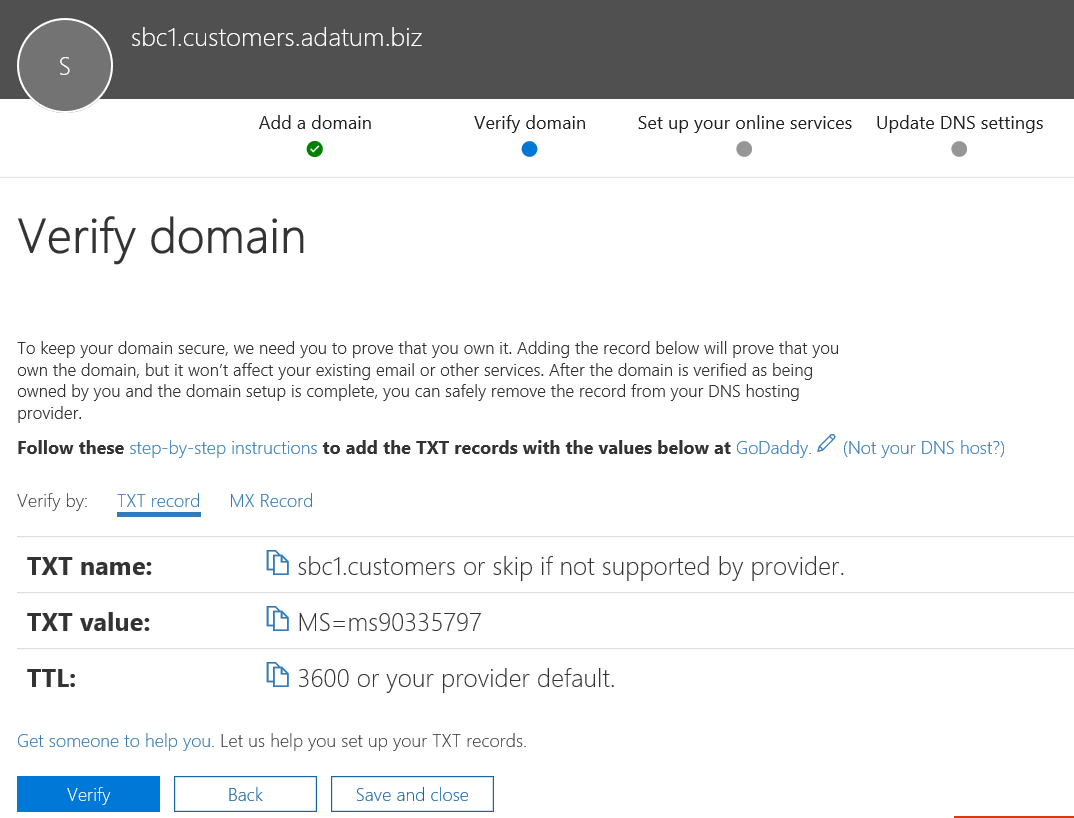 sbc1.customers.adatum.biz
S
Add a domain
Verify domain
Set up your online services
Update DNS settings
Verify domain
To keep your domain secure, we need you to prove that you own it. Adding the record below will prove that you
own the domain, but it won't affect your existing email or other services. After the domain is verified as being
owned by you and the domain setup is complete, you can safely remove the record from your DNS hosting
provider.
Follow these step-by-step instructions to add the TXT records with the values below at GoDaddy. (Not your DNS host?)
Verify by: TXT record MX Record
TXT name: sbc1.customers or skip if not supported by provider.
TXT value: MS=ms90335797
TTL: 3600 or your provider default.
Get someone to help you. Let us help you set up your TXT records.
Verify
Back
Save and close